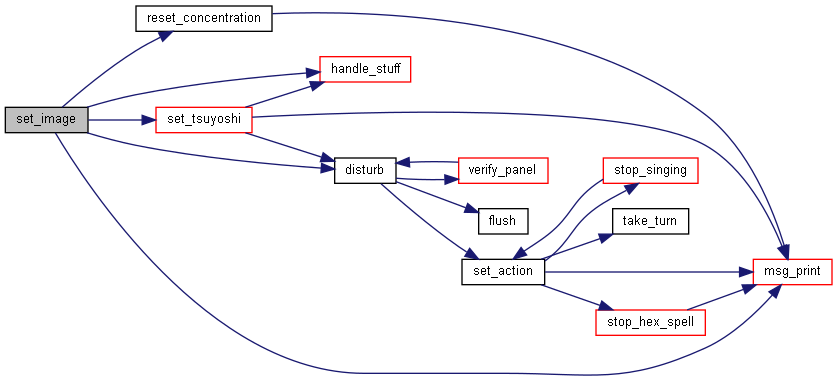 reset_concentration
handle_stuff
set_image
set_tsuyoshi
disturb
verify_panel
stop_singing
flush
take_turn
set_action
msg_print
stop_hex_spell